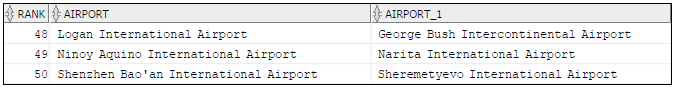 RANK AIRPORT AIRPORT_1
48 Logan International Airport George Bush Intercontinental Airport
49 Ninoy Aquino International Airport Narita International Airport
50 Shenzhen Bao'an International Airport Sheremetyevo International Airport